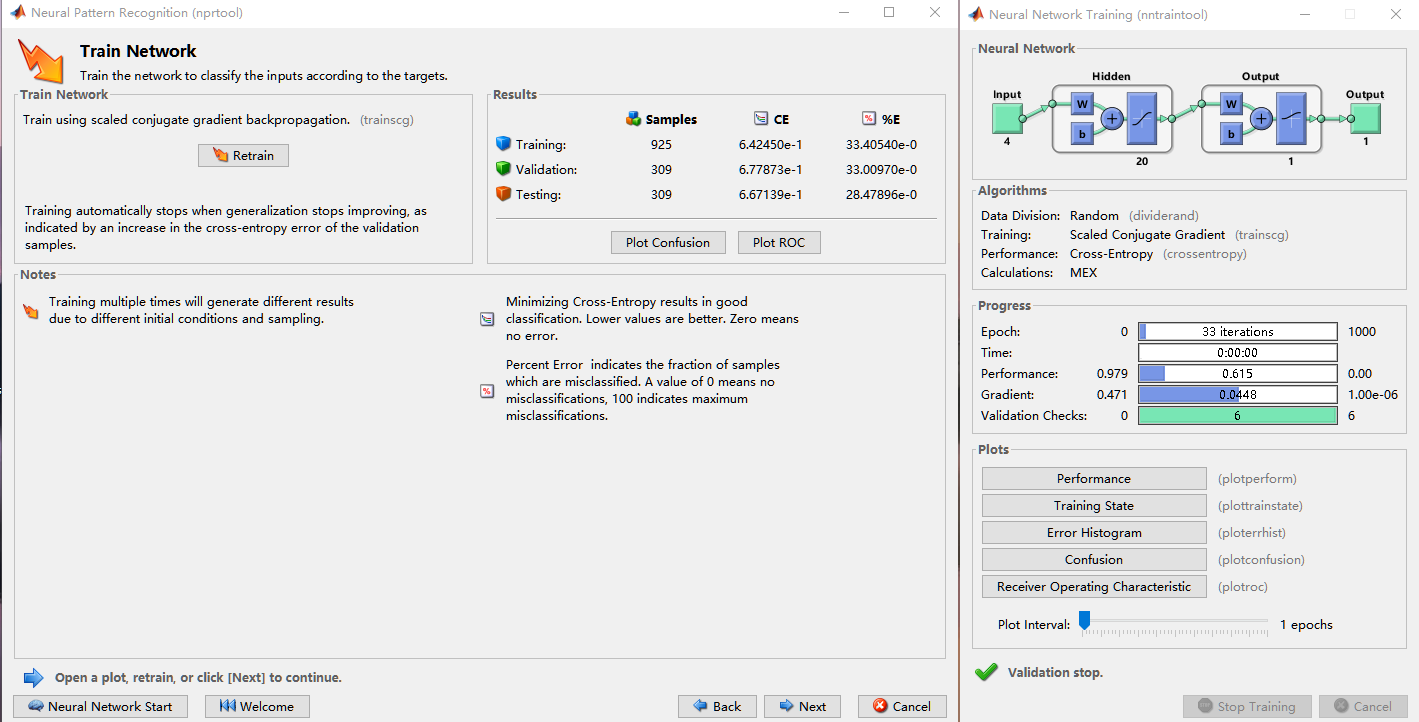 Neural Pattern Recognition (nprtool)
Train Network
Train the network to classify the inputs according to the targets.
Train Network
Train using scaled conjugate gradient backpropagation. (trainscg)
Retrain
Training automatically stops when generalization stops improving, as
indicated by an increase in the cross-entropy error of the validation
samples.
Results
Samples CE %E
Training: 925 6.42450e-1 33.40540e-0
Validation: 309 6.77873e-1 33.00970e-0
Testing: 309 6.67139e-1 28.47896e-0
Plot Confusion Plot ROC
Notes
Training multiple times will generate different results
due to different initial conditions and sampling.
Minimizing Cross-Entropy results in good
classification. Lower values are better. Zero means
no error.
Percent Error indicates the fraction of samples
which are misclassified. A value of 0 means no
misclassifications, 100 indicates maximum
misclassifications.
Open a plot, retrain, or click [Next] to continue.
Neural Network Start Welcome Back Next Cancel
Neural Network Training (nntraintool)
Neural Network
Hidden Output
Input Output
W W
+ +
b b
4 1
20 1
Algorithms
Data Division: Random (dividerand)
Training: Scaled Conjugate Gradient (trainscg)
Performance: Cross-Entropy (crossentropy)
Calculations: MEX
Progress
Epoch: 0 33 iterations 1000
Time: 0:00:00
Performance: 0.979 0.615 0.00
Gradient: 0.471 0.0448 1.00e-06
Validation Checks: 0 6 6
Plots
Performance (plotperform)
Training State (plottrainstate)
Error Histogram (ploterrhist)
Confusion (plotconfusion)
Receiver Operating Characteristic (plotroc)
Plot Interval: 1 epochs
Validation stop.
Stop Training Cancel